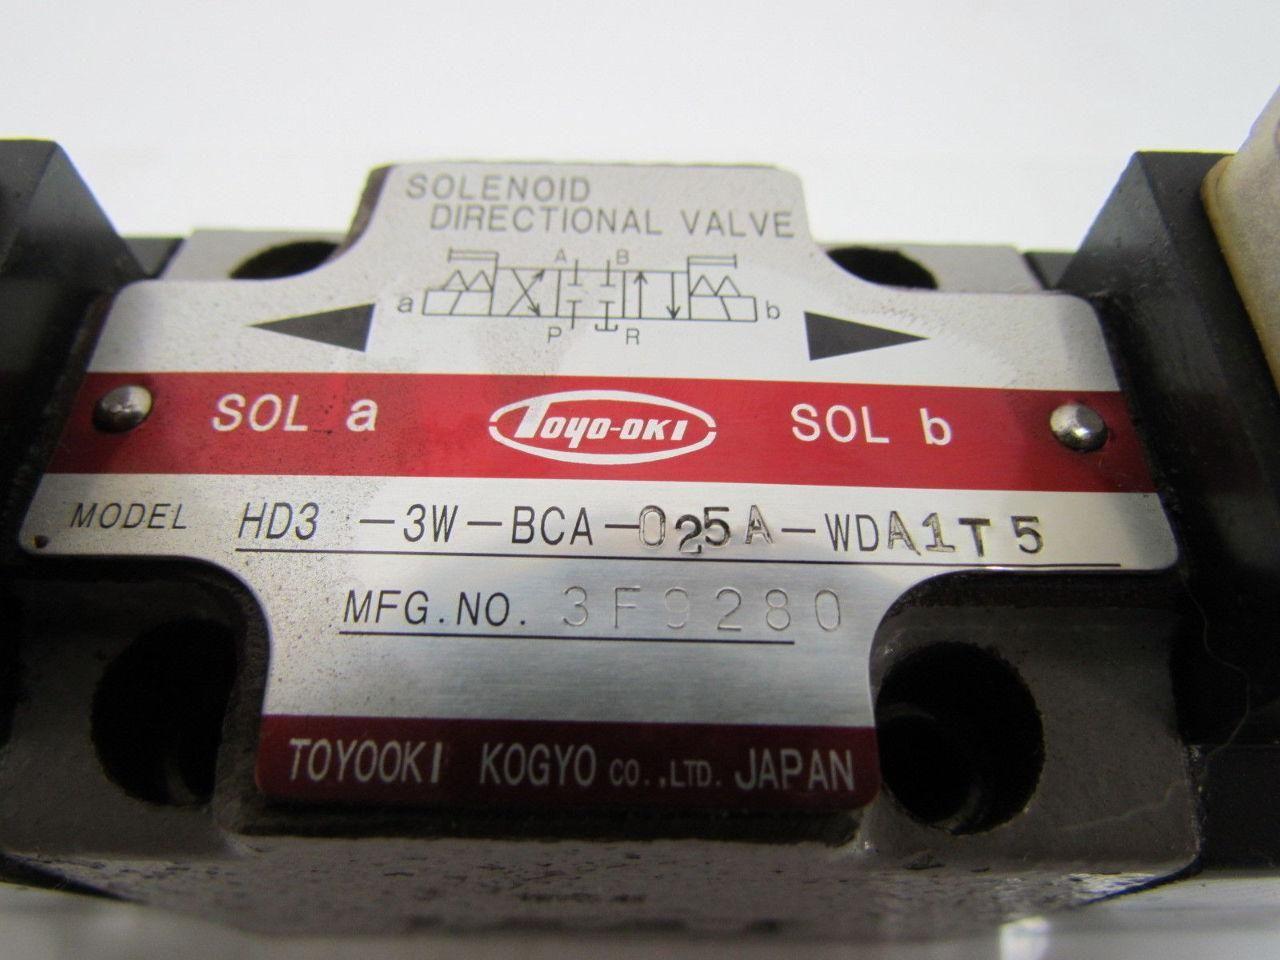 SOLENOID
DIRECTIONAL VALVE
A B
a b
P R
SOL a TOYO-OKI SOL b
MODEL HD3 -3W-BCA-025A-WDA1T5
MFG.NO. 3F9280
TOYOOKI KOGYO CO.,LTD. JAPAN